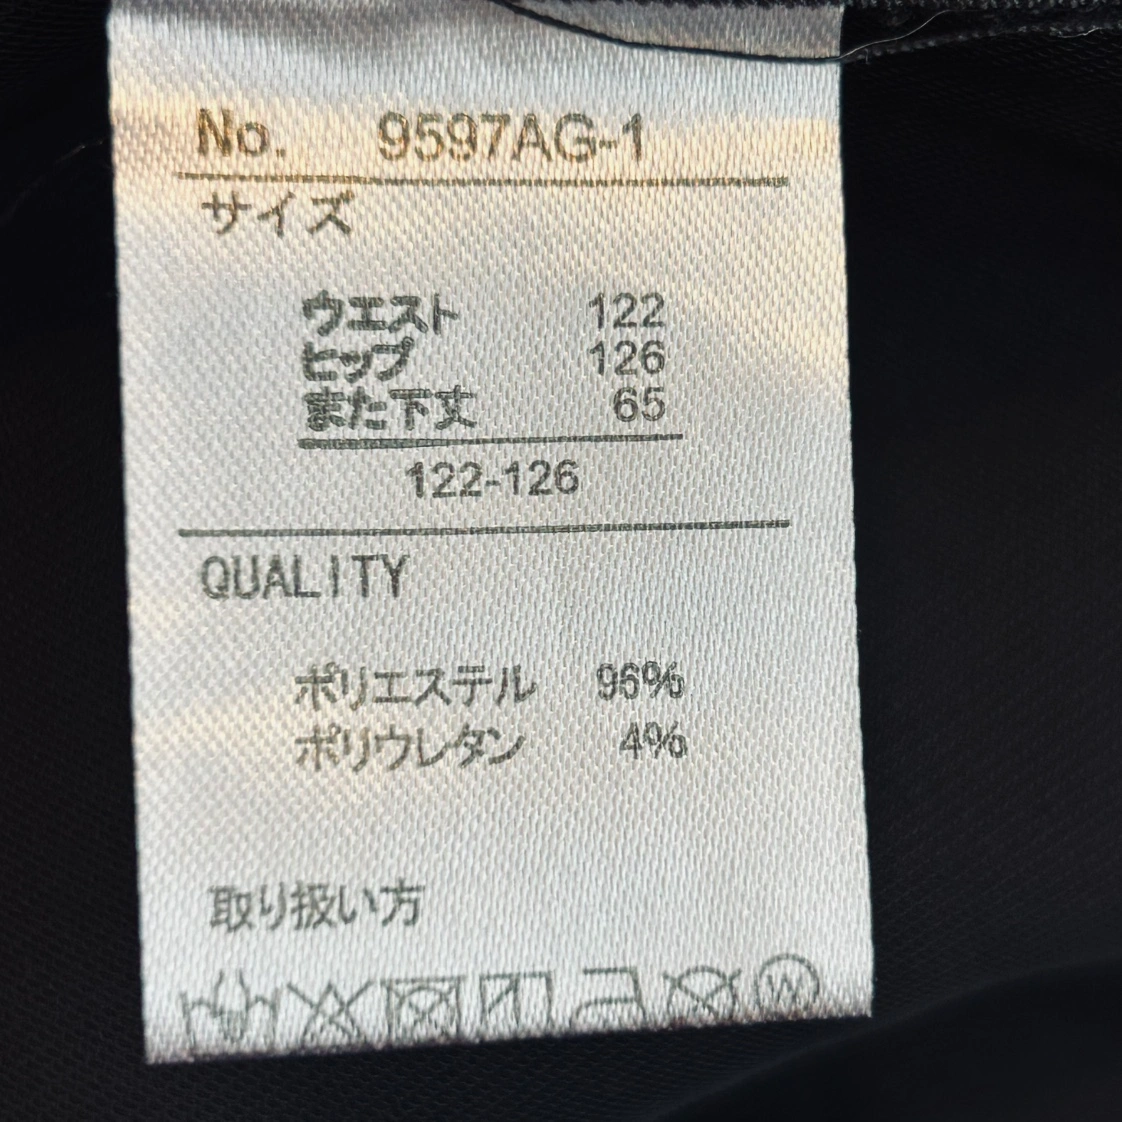 No. 9597AG-1
サイズ
ウエスト 122
ヒップ 126
また下丈 65
122-126
QUALITY
ポリエステル 96%
ポリウレタン 4%
取り扱い方
W